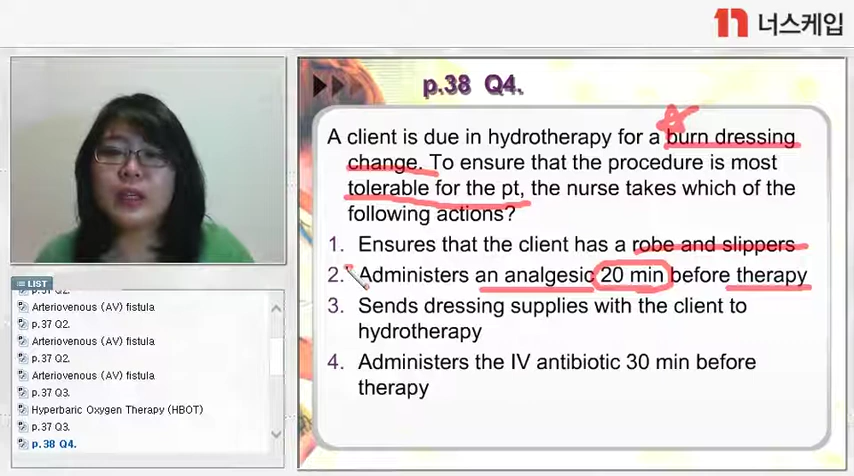 너스케입
p.38 Q4.
A client is due in hydrotherapy for a burn dressing
change. To ensure that the procedure is most
tolerable for the pt, the nurse takes which of the
following actions?
1. Ensures that the client has a robe and slippers
2. Administers an analgesic 20 min before therapy
3. Sends dressing supplies with the client to
hydrotherapy
4. Administers the IV antibiotic 30 min before
therapy
LIST
p.37 Q2.
Arteriovenous (AV) fistula
p.37 Q2.
Arteriovenous (AV) fistula
p.37 Q2.
Arteriovenous (AV) fistula
p.37 Q3.
Hyperbaric Oxygen Therapy (HBOT)
p.37 Q3.
p.38 Q4.